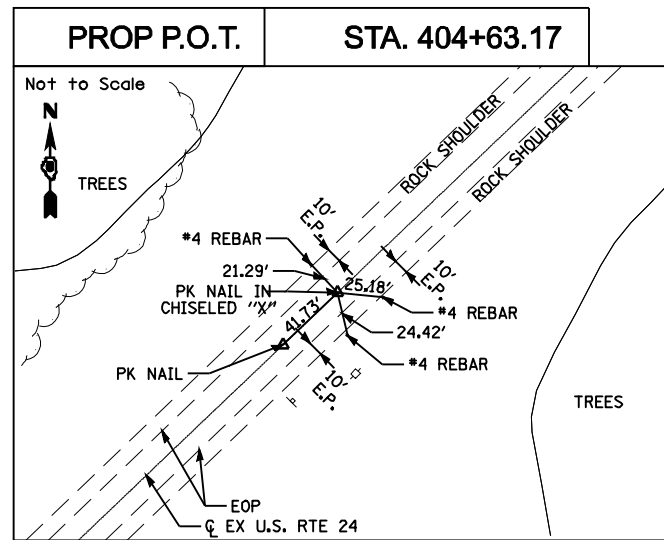 PROP P.O.T.
STA. 404+63.17
Not to Scale
N
TREES
ROCK SHOULDER
ROCK SHOULDER
#4 REBAR
10'
E.P.
21.29'
10'
E.P.
PK NAIL IN
CHISELED "X"
25.18'
#4 REBAR
41.73'
24.42'
#4 REBAR
PK NAIL
10'
E.P.
P
TREES
EOP
℄ EX U.S. RTE 24